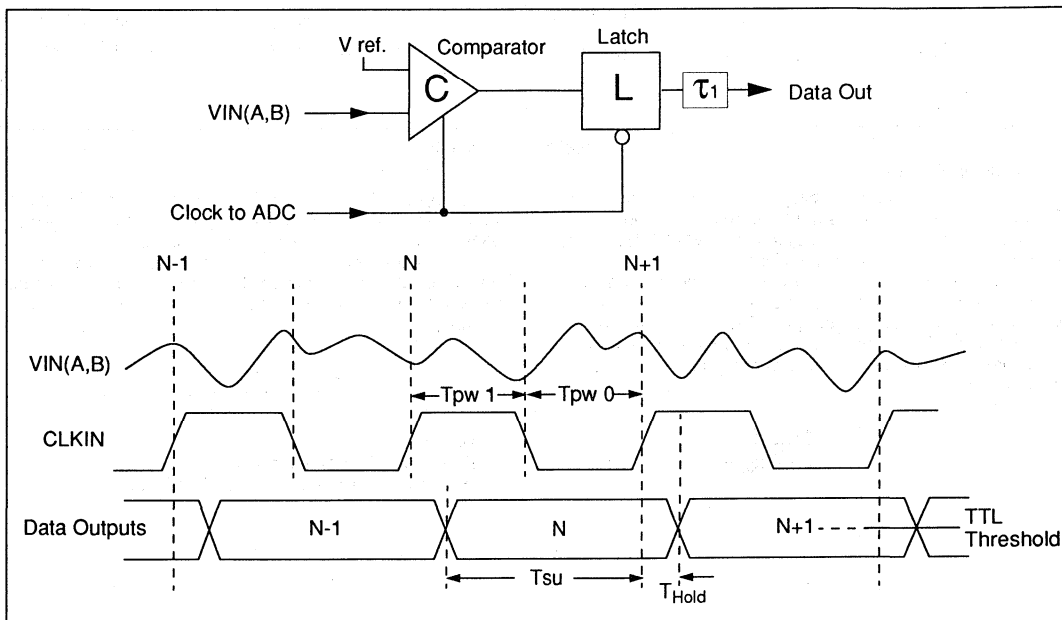 V ref.
Comparator
Latch
C
L
τ1
Data Out
VIN(A,B)
Clock to ADC
N-1
N
N+1
VIN(A,B)
Tpw 1
Tpw 0
CLKIN
Data Outputs
N-1
N
N+1
TTL
Threshold
Tsu
THold